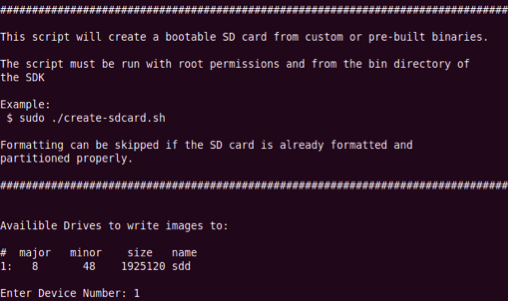 ################################################################################
This script will create a bootable SD card from custom or pre-built binaries.
The script must be run with root permissions and from the bin directory of
the SDK
Example:
$ sudo ./create-sdcard.sh
Formatting can be skipped if the SD card is already formatted and
partitioned properly.
################################################################################
Availible Drives to write images to:
# major minor size name
1: 8 48 1925120 sdd
Enter Device Number: 1